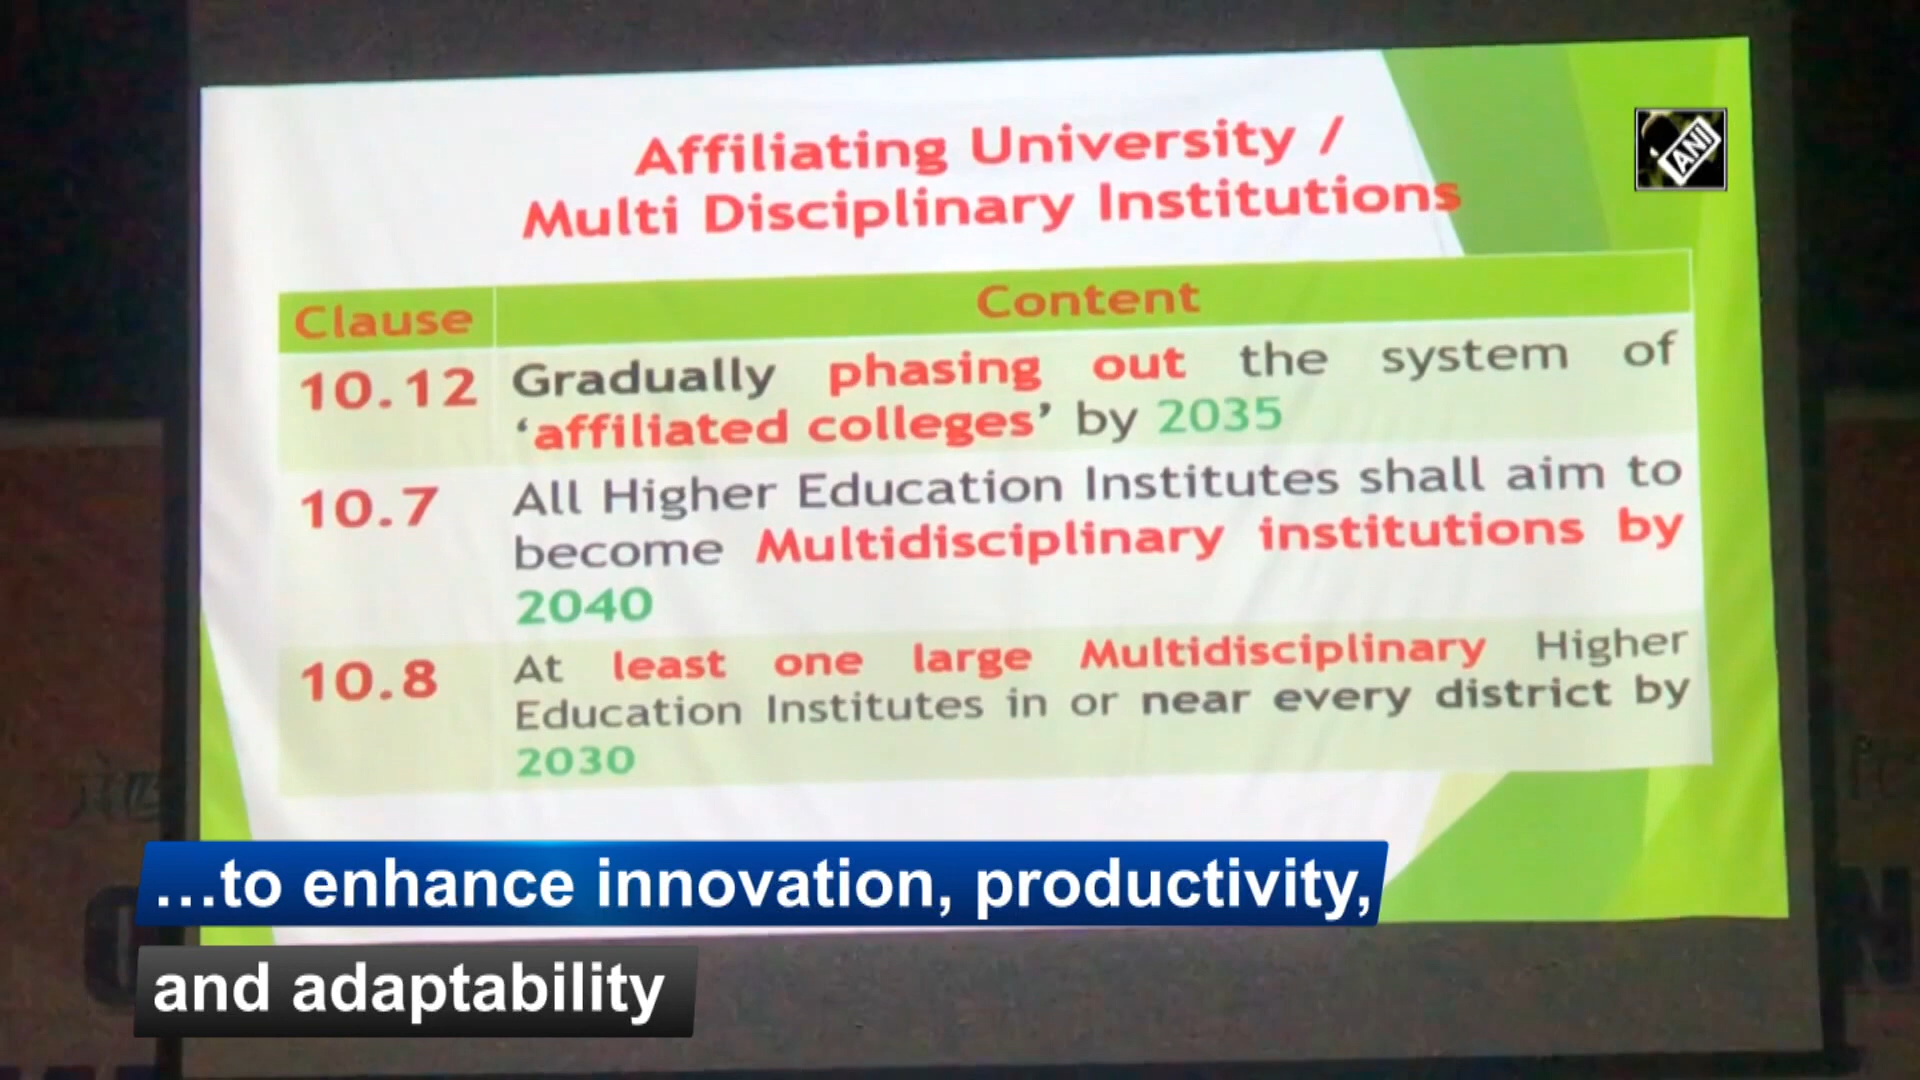 Affiliating University /
Multi Disciplinary Institutions
ANI
Clause Content
10.12 Gradually phasing out the system of
‘affiliated colleges’ by 2035
10.7 All Higher Education Institutes shall aim to
become Multidisciplinary institutions by
2040
10.8 At least one large Multidisciplinary Higher
Education Institutes in or near every district by
2030
...to enhance innovation, productivity,
and adaptability